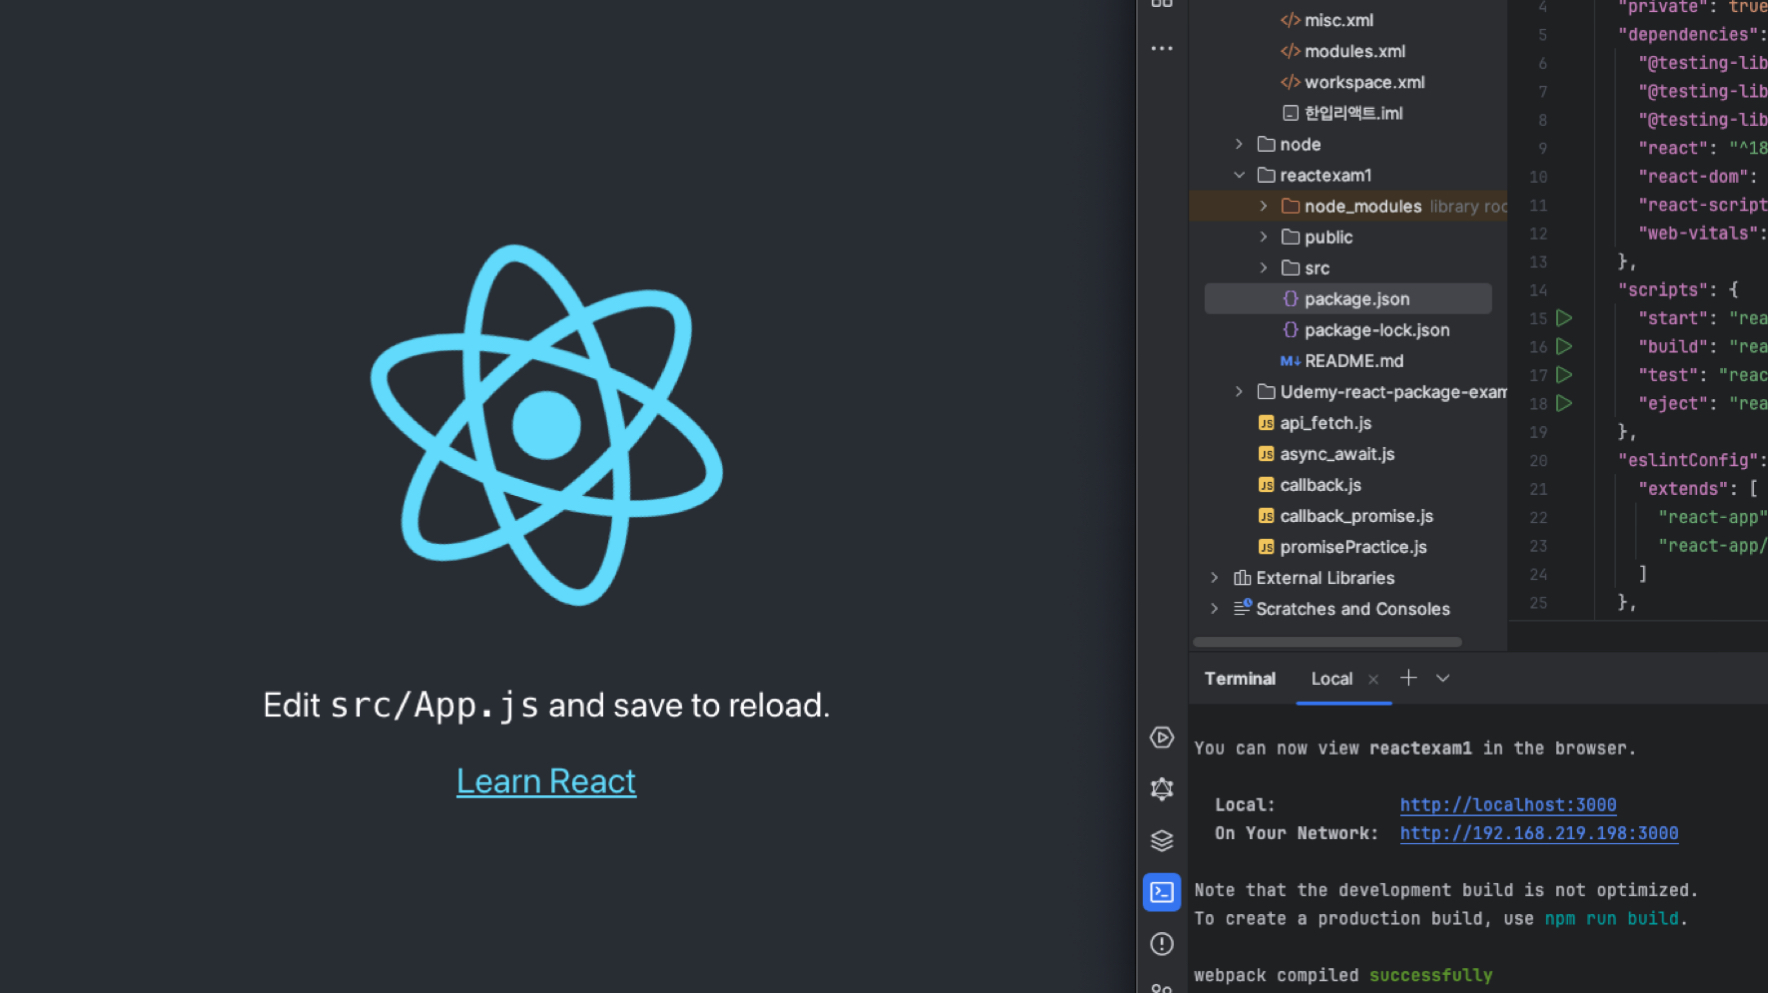 Edit src/App.js and save to reload.
Learn React
misc.xml
modules.xml
workspace.xml
한입리액트.iml
node
reactexam1
node_modules library roo
public
src
package.json
package-lock.json
README.md
Udemy-react-package-exam
api_fetch.js
async_await.js
callback.js
callback_promise.js
promisePractice.js
External Libraries
Scratches and Consoles
4 "private": true
5 "dependencies":
6 "@testing-lib
7 "@testing-lib
8 "@testing-lib
9 "react": "^18
10 "react-dom":
11 "react-script
12 "web-vitals":
13 },
14 "scripts": {
15 "start": "rea
16 "build": "rea
17 "test": "reac
18 "eject": "rea
19 },
20 "eslintConfig":
21 "extends": [
22 "react-app"
23 "react-app/
24 ]
25 },
Terminal Local
You can now view reactexam1 in the browser.
Local: http://localhost:3000
On Your Network: http://192.168.219.198:3000
Note that the development build is not optimized.
To create a production build, use npm run build.
webpack compiled successfully